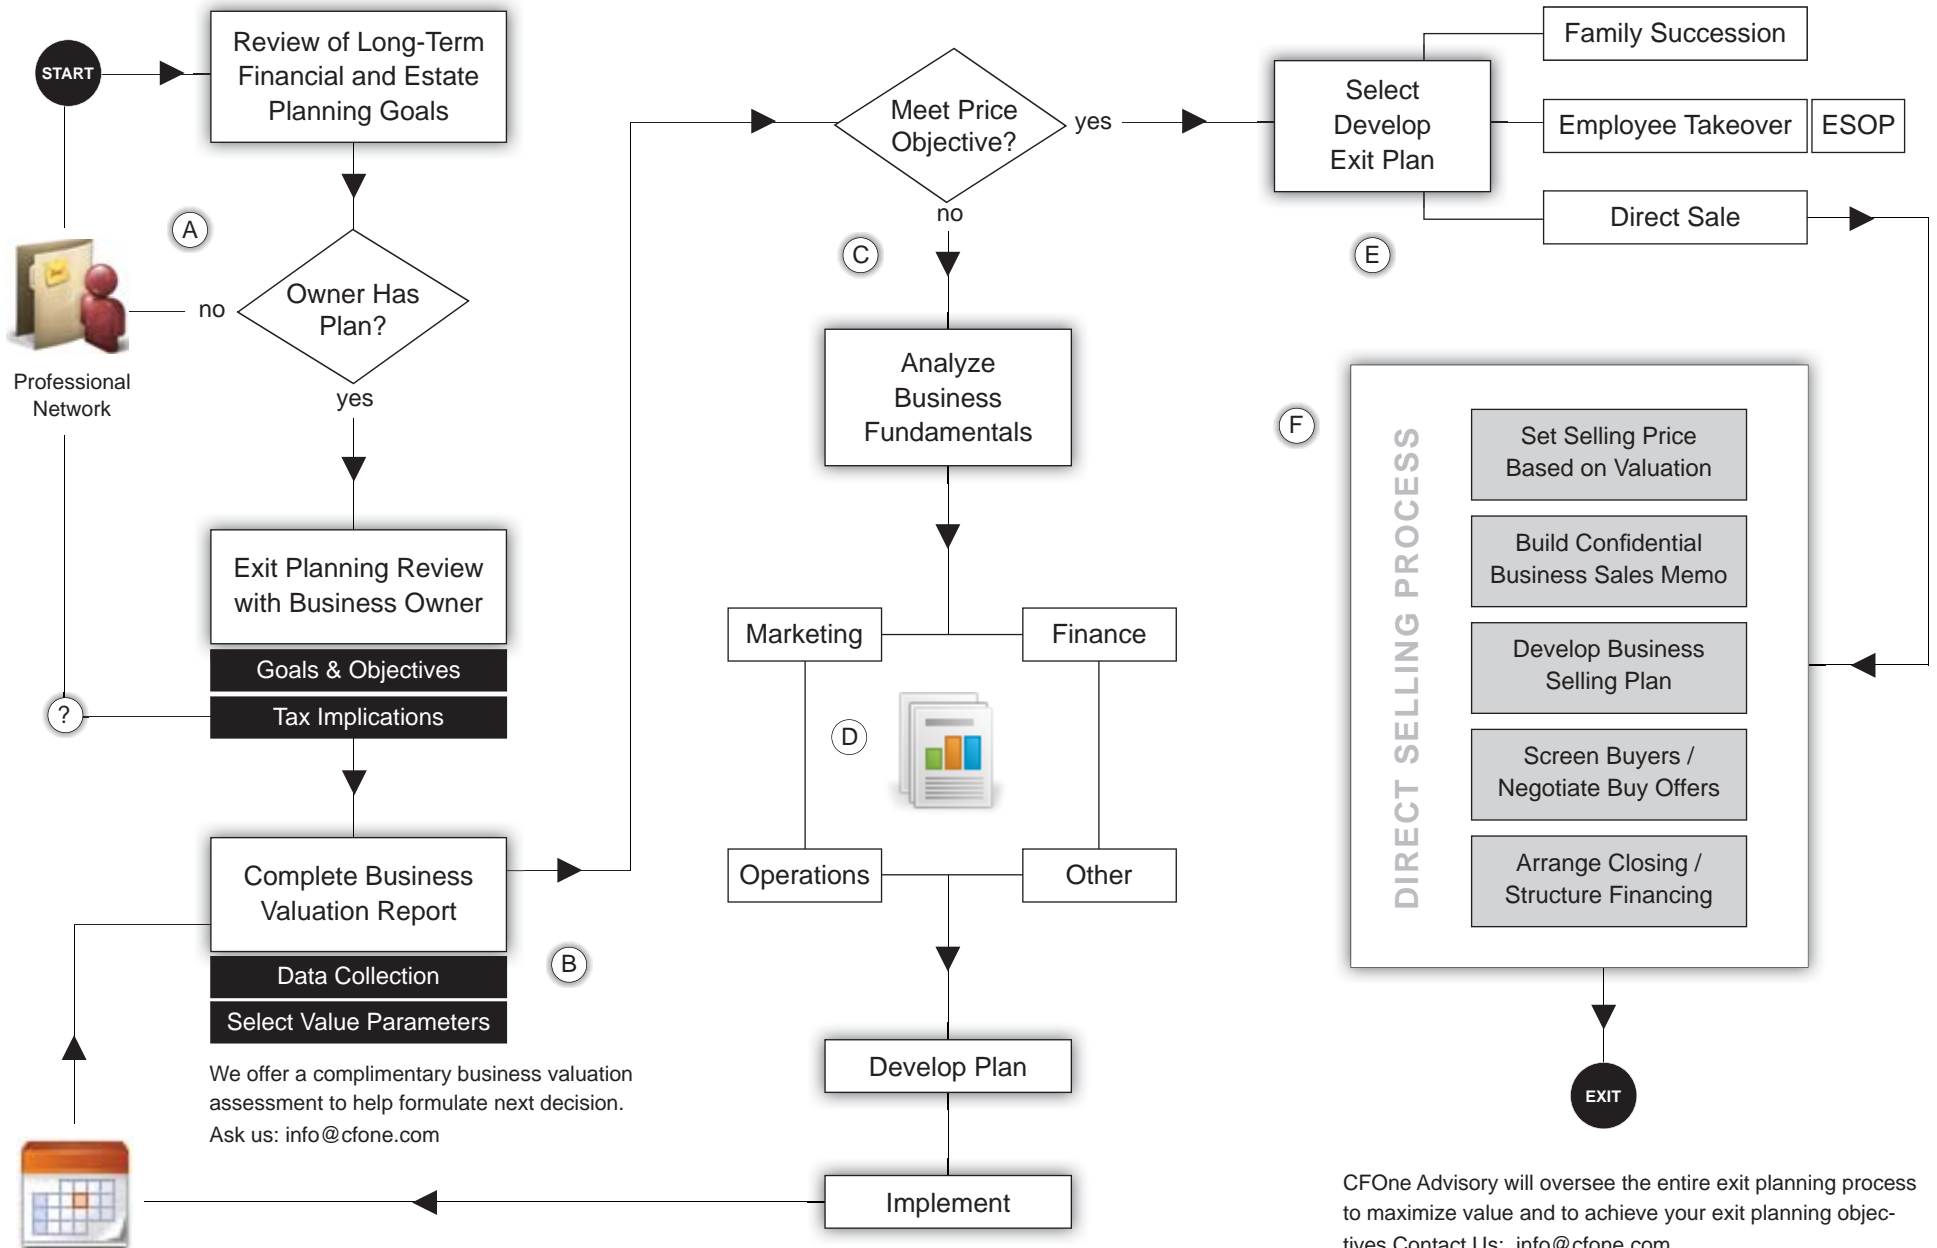 START
Review of Long-Term
Financial and Estate
Planning Goals
A
Owner Has
Plan?
no
yes
Professional
Network
Exit Planning Review
with Business Owner
Goals & Objectives
Tax Implications
?
Complete Business
Valuation Report
Data Collection
Select Value Parameters
B
We offer a complimentary business valuation
assessment to help formulate next decision.
Ask us: info@cfone.com
Meet Price
Objective?
yes
no
C
Analyze
Business
Fundamentals
Marketing
Finance
D
Operations
Other
Develop Plan
Implement
Select
Develop
Exit Plan
Family Succession
Employee Takeover
ESOP
Direct Sale
E
F
DIRECT SELLING PROCESS
Set Selling Price
Based on Valuation
Build Confidential
Business Sales Memo
Develop Business
Selling Plan
Screen Buyers /
Negotiate Buy Offers
Arrange Closing /
Structure Financing
EXIT
CFOne Advisory will oversee the entire exit planning process
to maximize value and to achieve your exit planning objec-
tives.Contact Us: info@cfone.com